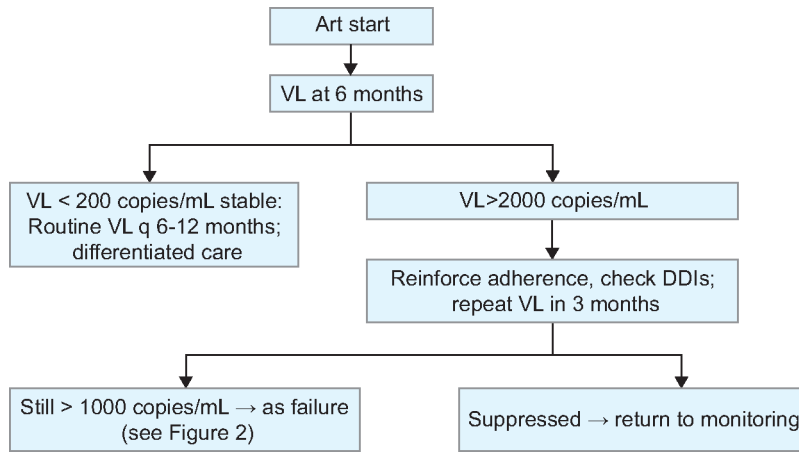 Art start
VL at 6 months
VL < 200 copies/mL stable:
Routine VL q 6-12 months;
differentiated care
VL>2000 copies/mL
Reinforce adherence, check DDIs;
repeat VL in 3 months
Still > 1000 copies/mL → as failure
(see Figure 2)
Suppressed → return to monitoring